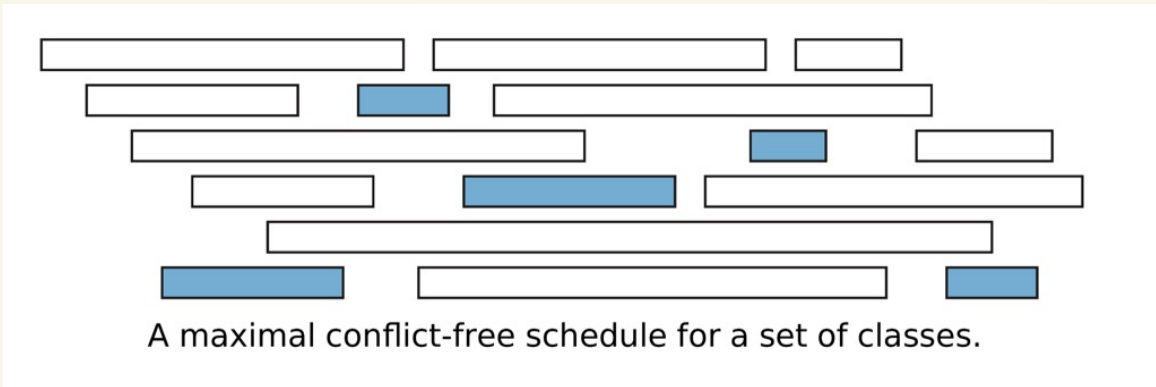 A maximal conflict-free schedule for a set of classes.